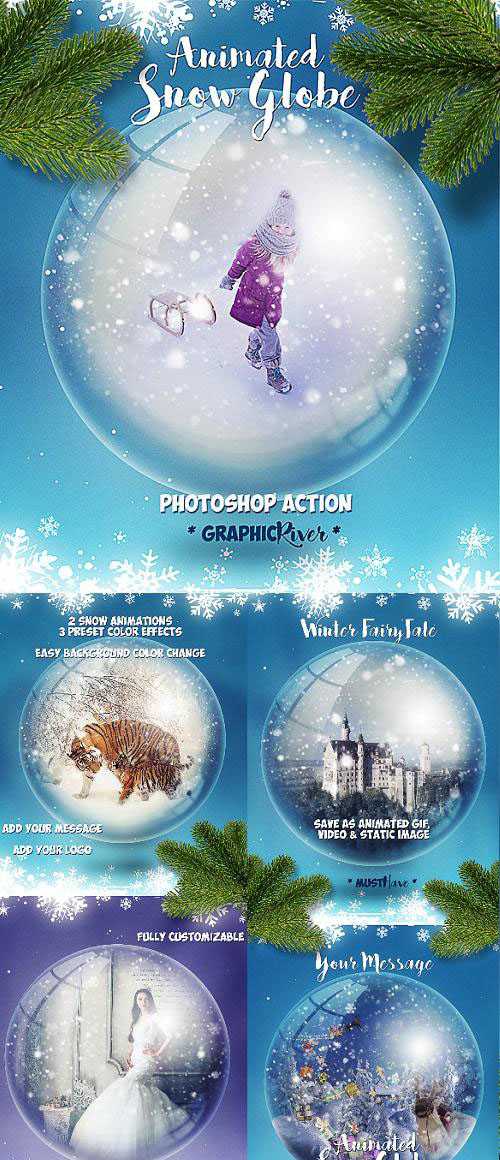 Animated
Snow Globe
PHOTOSHOP ACTION
* GRAPHICRiver *
2 SNOW ANIMATIONS
3 PRESET COLOR EFFECTS
EASY BACKGROUND COLOR CHANGE
ADD YOUR MESSAGE
ADD YOUR LOGO
Winter FairyTale
SAVE AS ANIMATED GIF,
VIDEO & STATIC IMAGE
* MUSTHave *
FULLY CUSTOMIZABLE
Your Message
Animated
Snow Globe